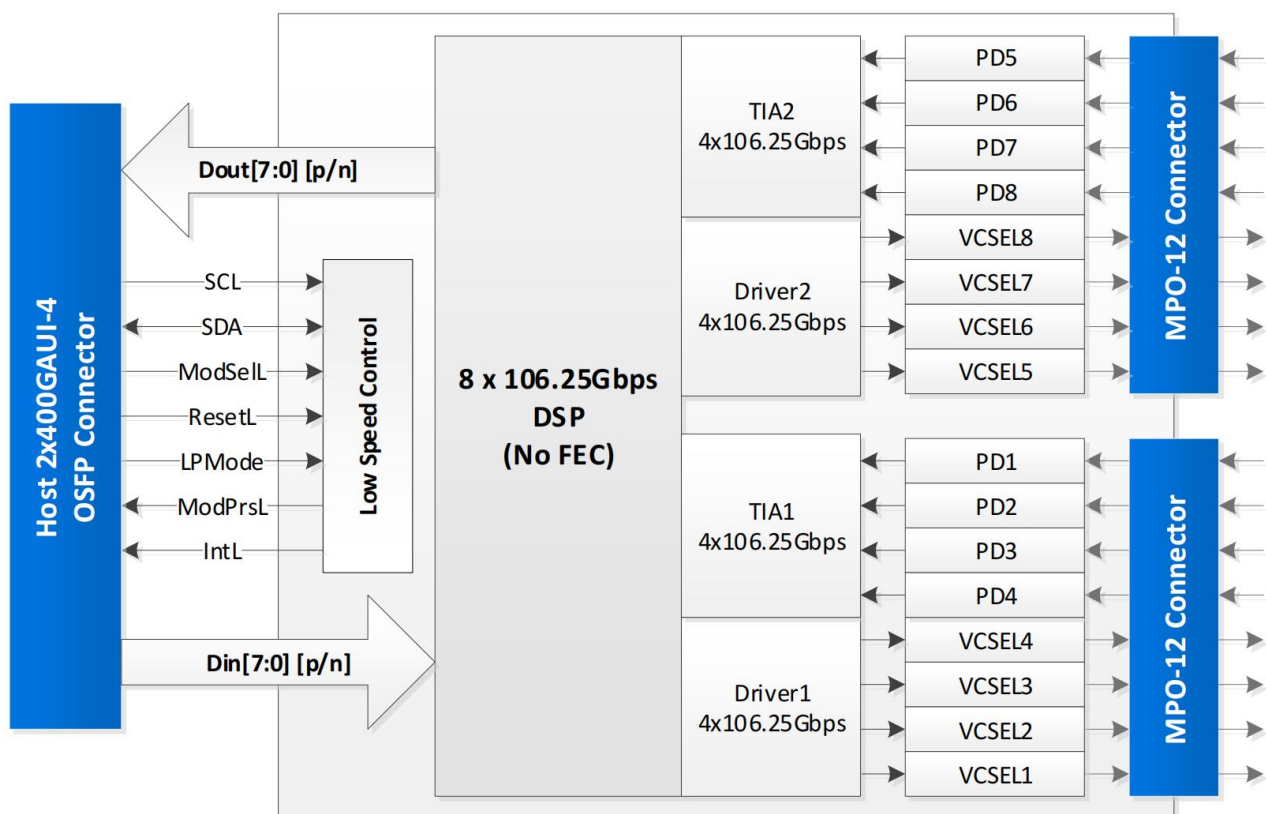 Host 2x400GAUI-4
OSFP Connector
Dout[7:0] [p/n]
SCL
SDA
ModSelL
ResetL
LPMode
ModPrsL
IntL
Low Speed Control
Din[7:0] [p/n]
8 x 106.25Gbps
DSP
(No FEC)
TIA2
4x106.25Gbps
Driver2
4x106.25Gbps
TIA1
4x106.25Gbps
Driver1
4x106.25Gbps
PD5
PD6
PD7
PD8
VCSEL8
VCSEL7
VCSEL6
VCSEL5
PD1
PD2
PD3
PD4
VCSEL4
VCSEL3
VCSEL2
VCSEL1
MPO-12 Connector
MPO-12 Connector